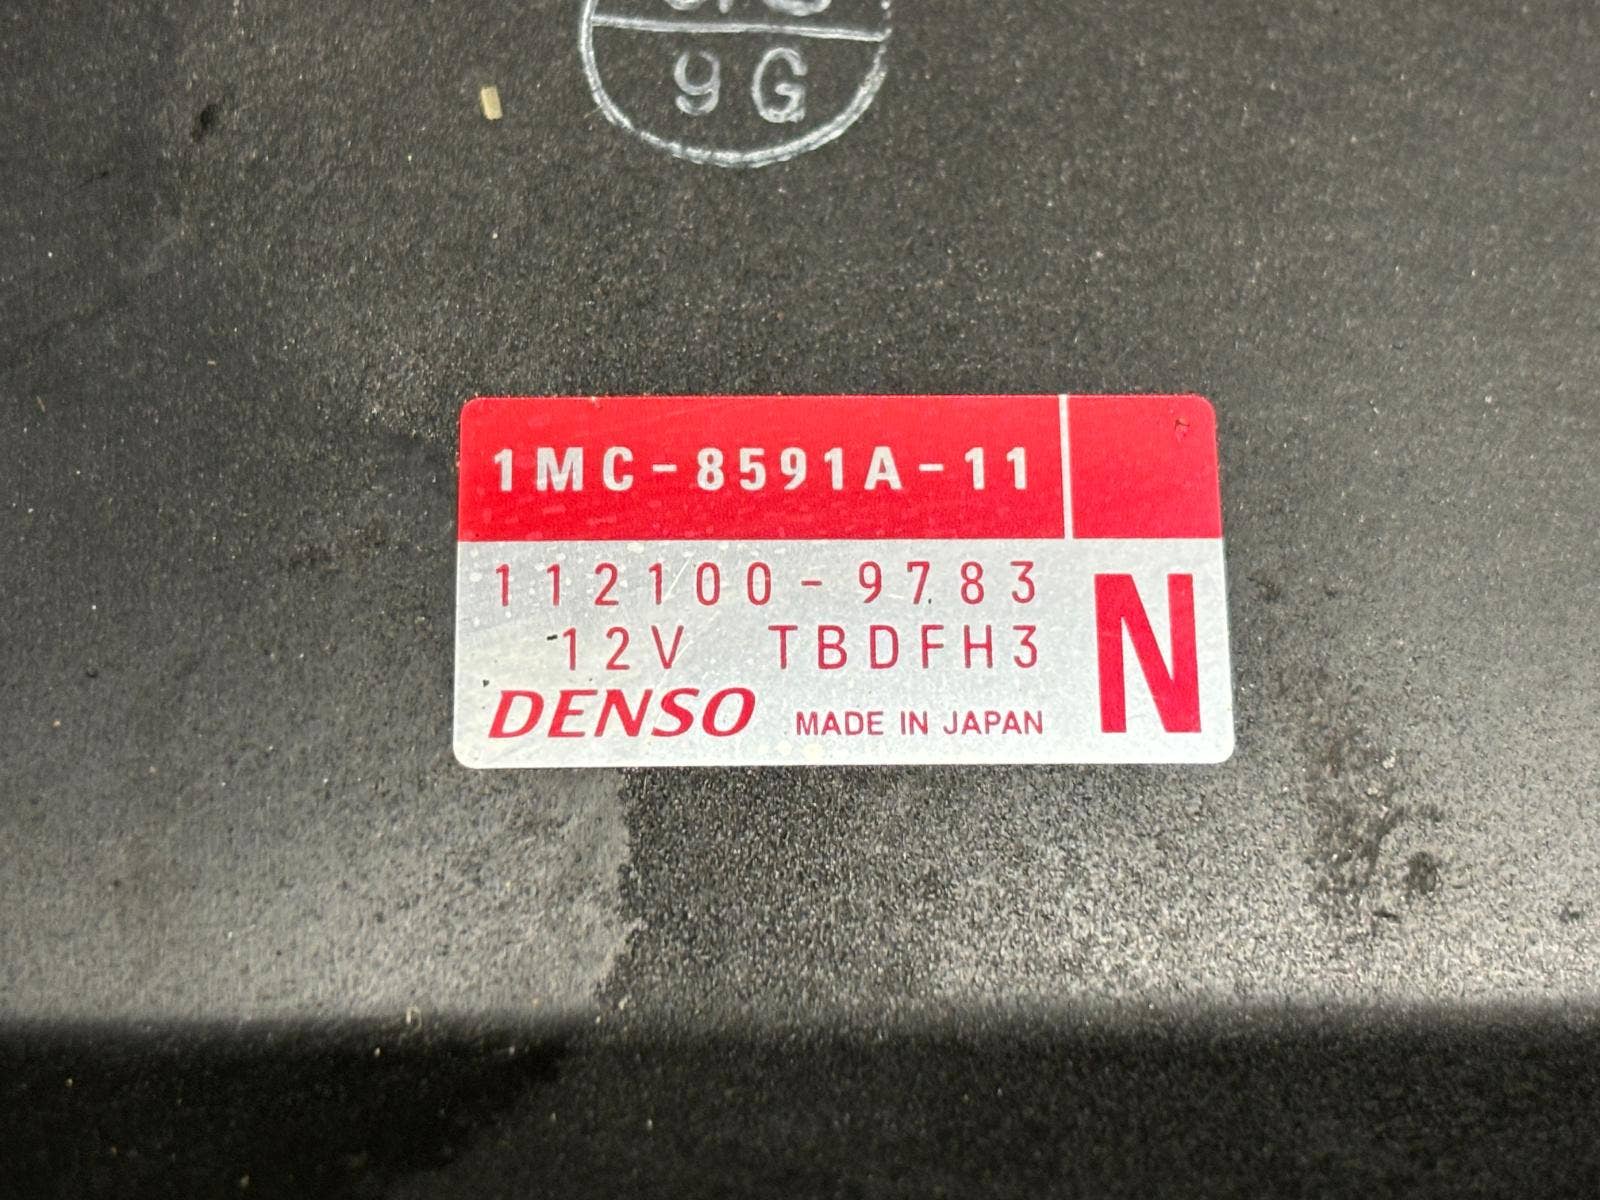 9G
1MC-8591A-11
112100-9783
12V TBDFH3
N
DENSO MADE IN JAPAN